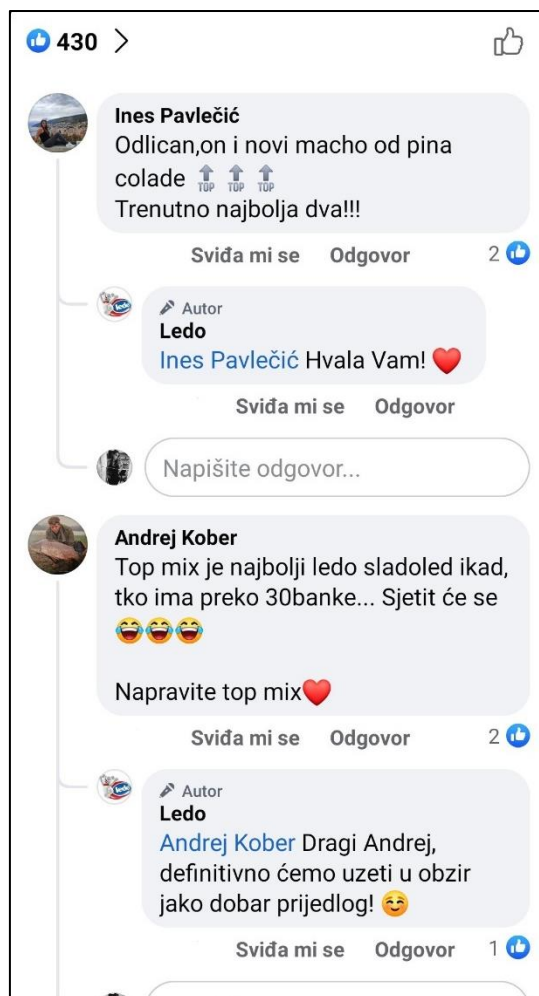 430
Ines Pavlečić
Odlican,on i novi macho od pina
colade 🔝 🔝 🔝
Trenutno najbolja dva!!!
Sviđa mi se Odgovor 2
Autor
Ledo
Ines Pavlečić Hvala Vam! ❤️
Sviđa mi se Odgovor
Napišite odgovor...
Andrej Kober
Top mix je najbolji ledo sladoled ikad,
tko ima preko 30banke... Sjetit će se
😂😂😂
Napravite top mix❤️
Sviđa mi se Odgovor 2
Autor
Ledo
Andrej Kober Dragi Andrej,
definitivno ćemo uzeti u obzir
jako dobar prijedlog! ☺️
Sviđa mi se Odgovor 1